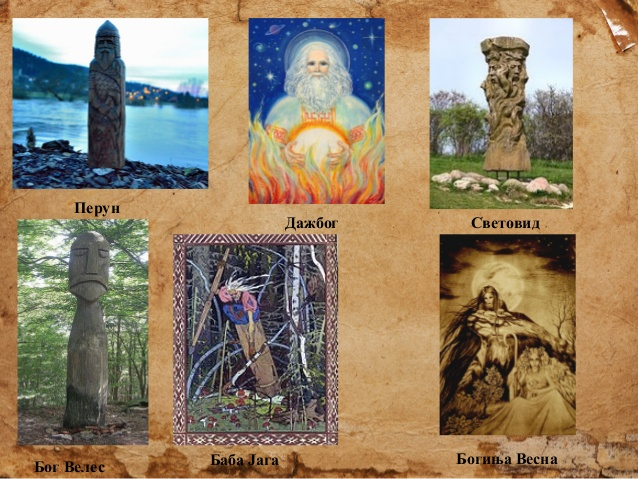 Перун
Дажбог
Световид
Бог Велес
Баба Јага
Богиња Весна